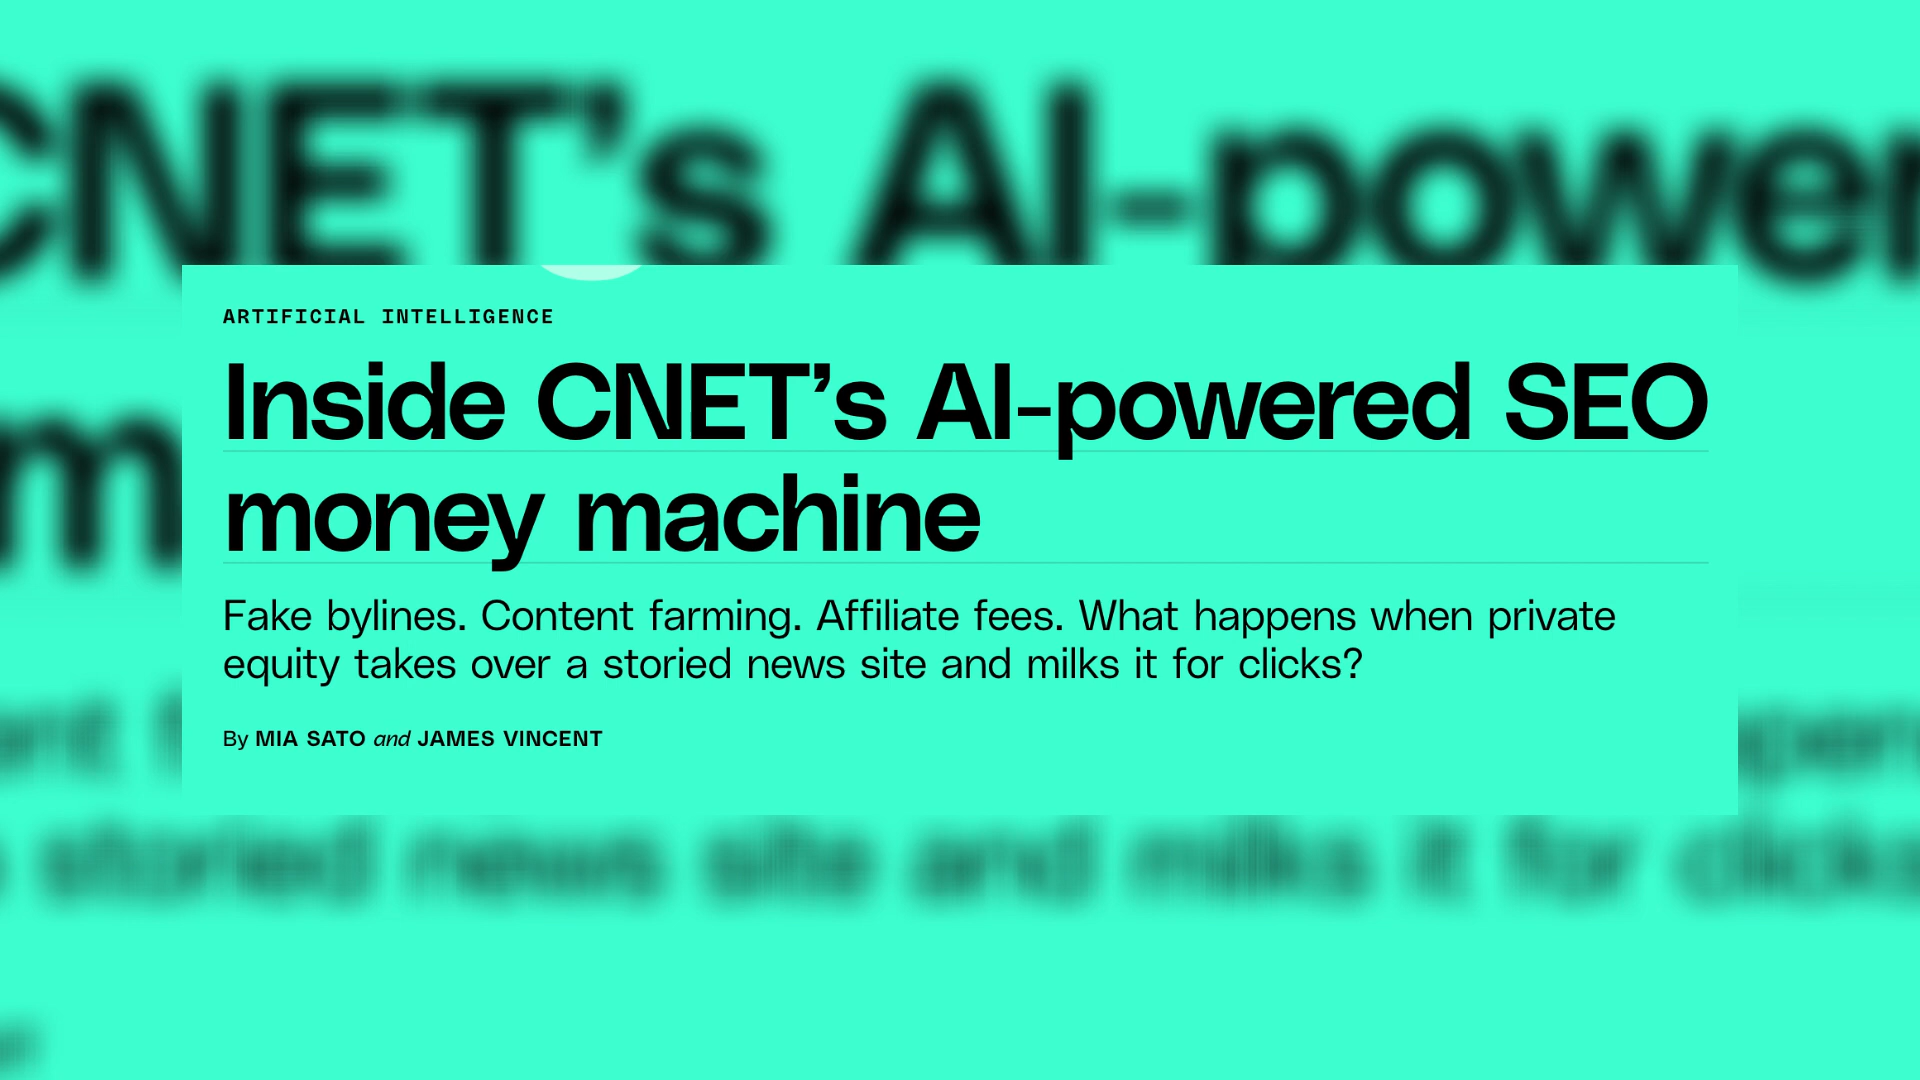 ARTIFICIAL INTELLIGENCE
Inside CNET’s AI-powered SEO
money machine
Fake bylines. Content farming. Affiliate fees. What happens when private
equity takes over a storied news site and milks it for clicks?
By MIA SATO and JAMES VINCENT